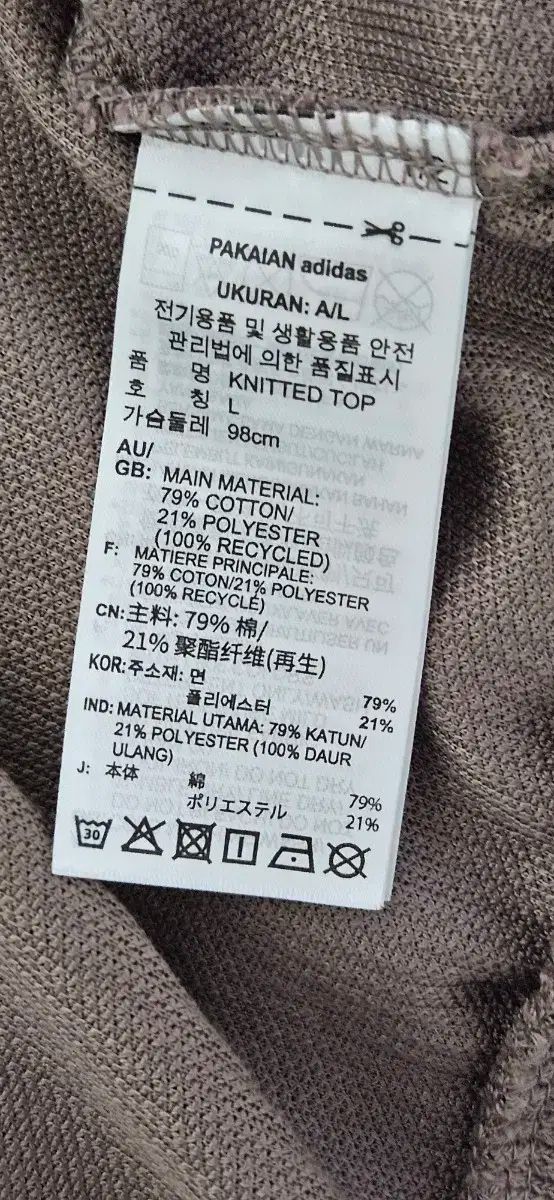 PAKAIAN adidas
UKURAN: A/L
전기용품 및 생활용품 안전
관리법에 의한 품질표시
품 명 KNITTED TOP
호 칭 L
가슴둘레 98cm
AU/
GB: MAIN MATERIAL:
79% COTTON/
21% POLYESTER
(100% RECYCLED)
F: MATIERE PRINCIPALE:
79% COTON/21% POLYESTER
(100% RECYCLÉ)
CN:主料: 79% 棉/
21% 聚酯纤维(再生)
KOR:주소재: 면 79%
폴리에스터 21%
IND: MATERIAL UTAMA: 79% KATUN/
21% POLYESTER (100% DAUR
ULANG)
J: 本体 綿 79%
ポリエステル 21%
30